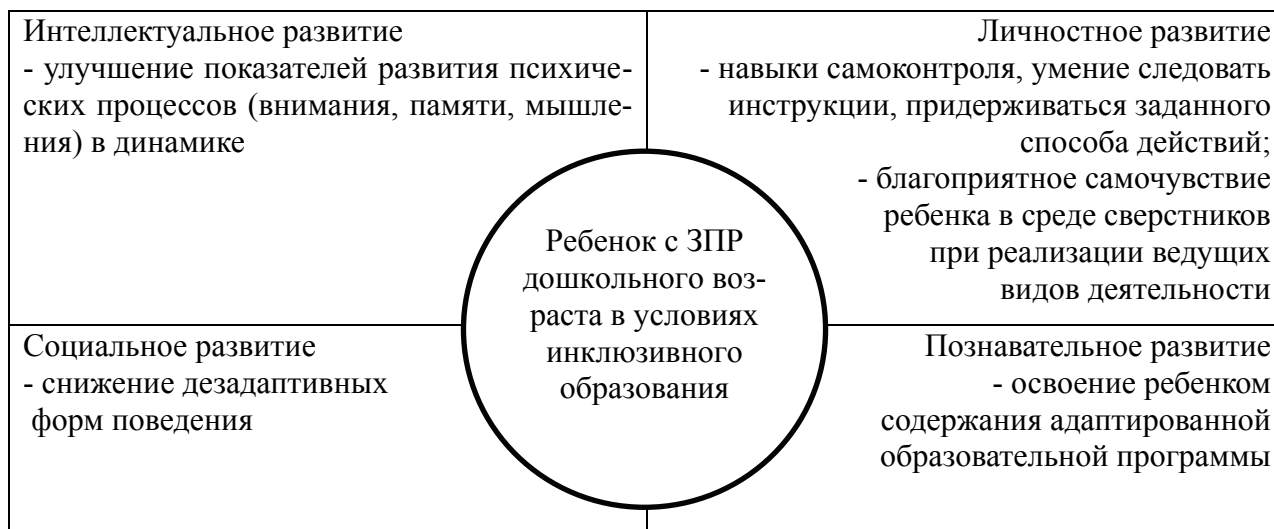 Интеллектуальное развитие
- улучшение показателей развития психиче-
ских процессов (внимания, памяти, мышле-
ния) в динамике
Личностное развитие
- навыки самоконтроля, умение следовать
инструкции, придерживаться заданного
способа действий;
- благоприятное самочувствие
ребенка в среде сверстников
при реализации ведущих
видов деятельности
Ребенок с ЗПР
дошкольного воз-
раста в условиях
инклюзивного
образования
Социальное развитие
- снижение дезадаптивных
форм поведения
Познавательное развитие
- освоение ребенком
содержания адаптированной
образовательной программы